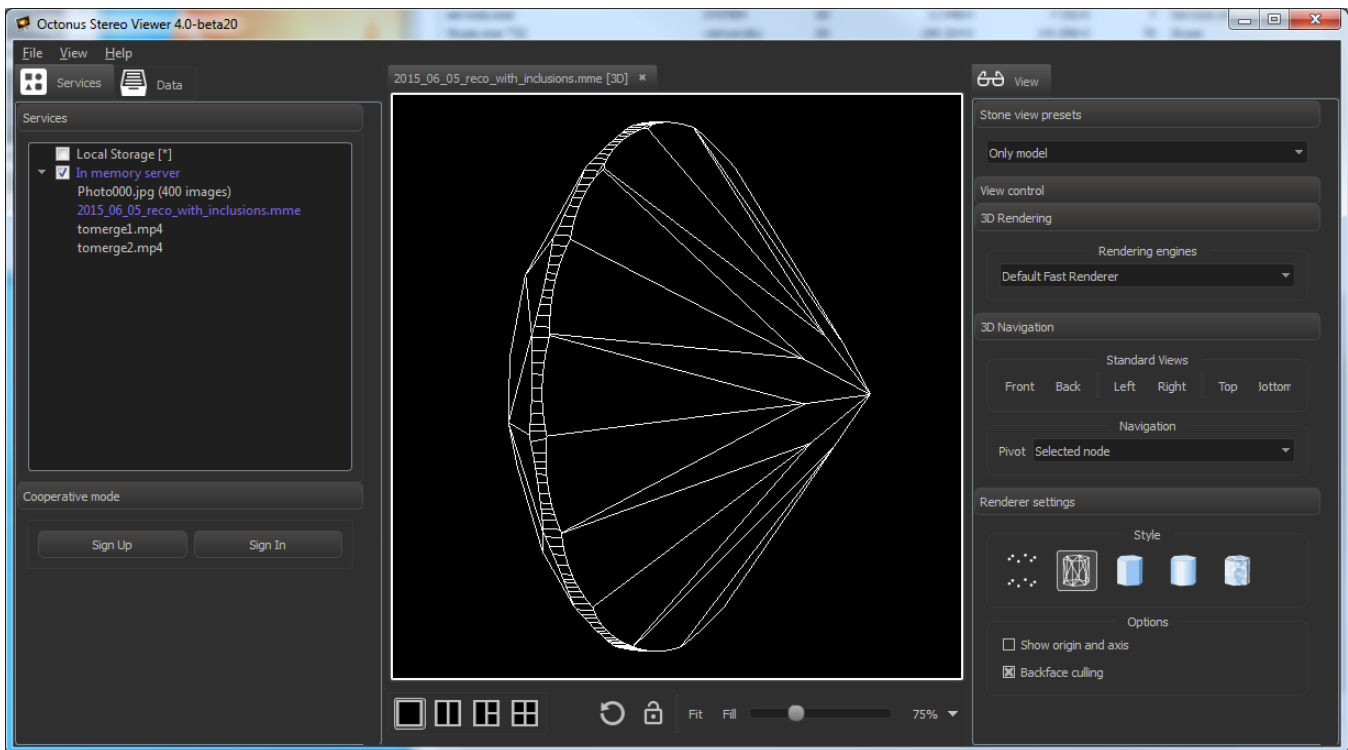 Octonus Stereo Viewer 4.0-beta20
File View Help
Services Data
Services
Local Storage [*]
In memory server
Photo000.jpg (400 images)
2015_06_05_reco_with_inclusions.mme
tomerge1.mp4
tomerge2.mp4
Cooperative mode
Sign Up Sign In
2015_06_05_reco_with_inclusions.mme [3D]
Fit Fill 75%
View
Stone view presets
Only model
View control
3D Rendering
Rendering engines
Default Fast Renderer
3D Navigation
Standard Views
Front Back Left Right Top
Navigation
Pivot Selected node
Renderer settings
Style
Options
Show origin and axis
Backface culling